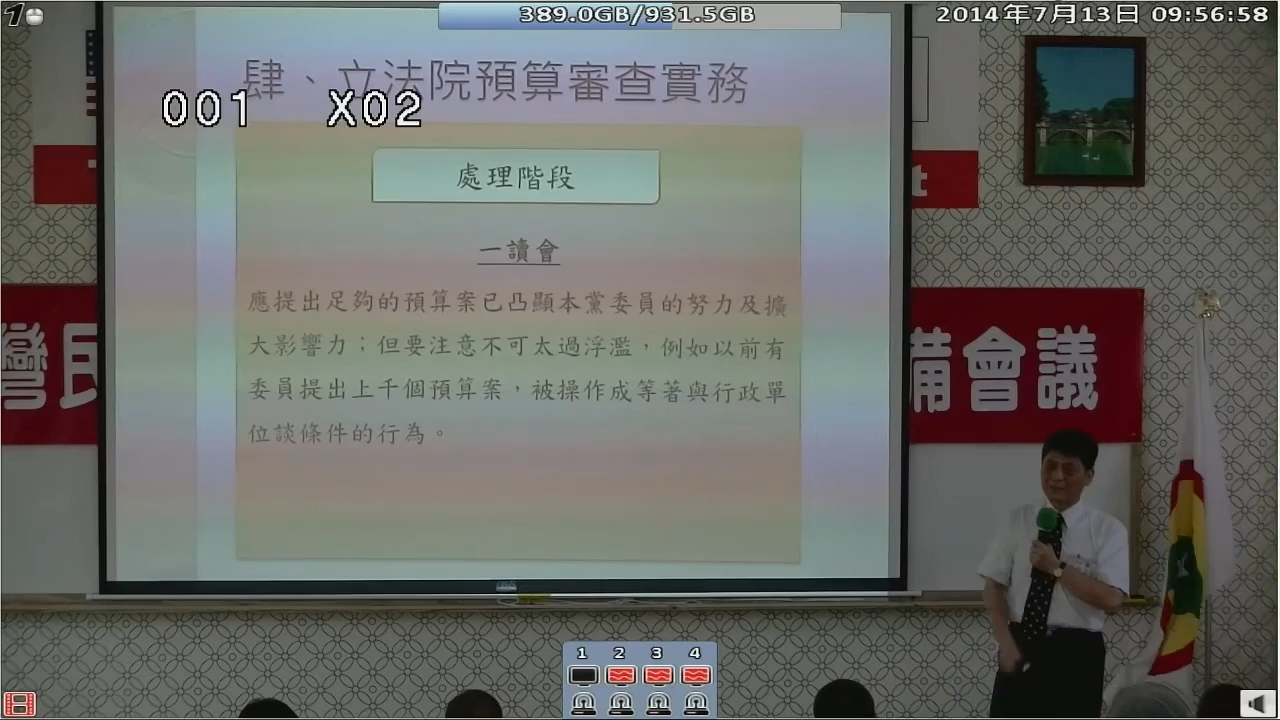 1
389.0GB/931.5GB
2014年7月13日 09:56:58
肆、立法院預算審查實務
001 X02
處理階段
一讀會
應提出足夠的預算案已凸顯本黨委員的努力及擴
大影響力；但要注意不可太過浮濫，例如以前有
委員提出上千個預算案，被操作成等著與行政單
位談條件的行為。
t
灣民
備會議
1 2 3 4